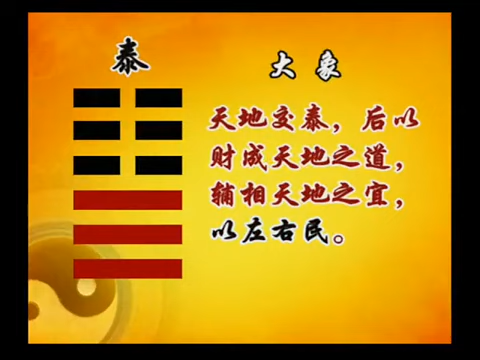 泰
大象
天地交泰，后以
财成天地之道，
辅相天地之宜，
以左右民。